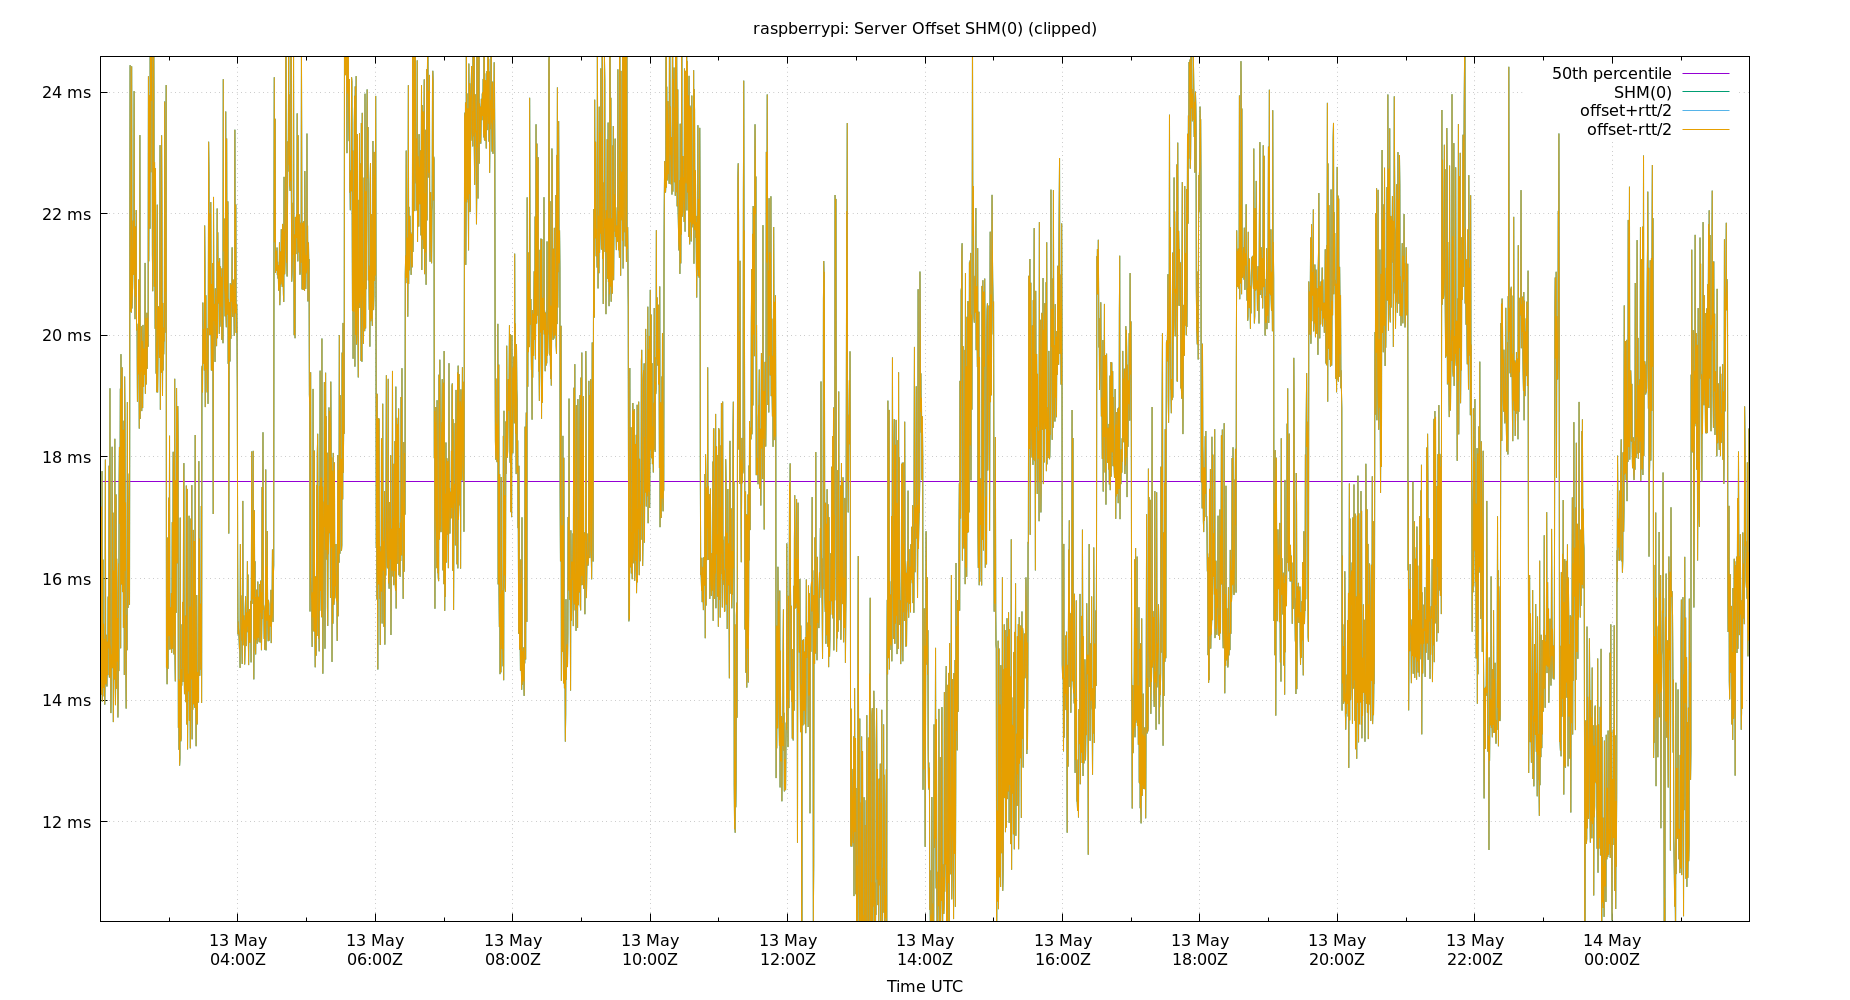 raspberrypi: Server Offset SHM(0) (clipped)
50th percentile
SHM(0)
offset+rtt/2
offset-rtt/2
24 ms
22 ms
20 ms
18 ms
16 ms
14 ms
12 ms
13 May 13 May 13 May 13 May 13 May 13 May 13 May 13 May 13 May 13 May 14 May
04:00Z 06:00Z 08:00Z 10:00Z 12:00Z 14:00Z 16:00Z 18:00Z 20:00Z 22:00Z 00:00Z
Time UTC